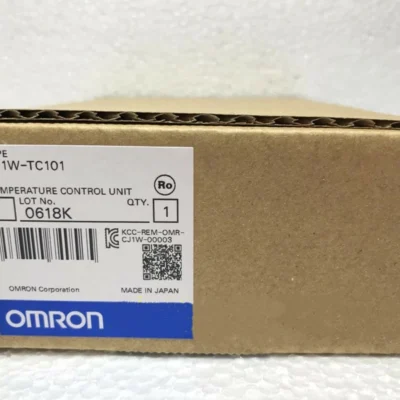 PE
1W-TC101
Ro
MPERATURE CONTROL UNIT
LOT No. QTY.
0618K 1
KCC-REM-OMR-
CJ1W-00003
OMRON Corporation MADE IN JAPAN
OMRON